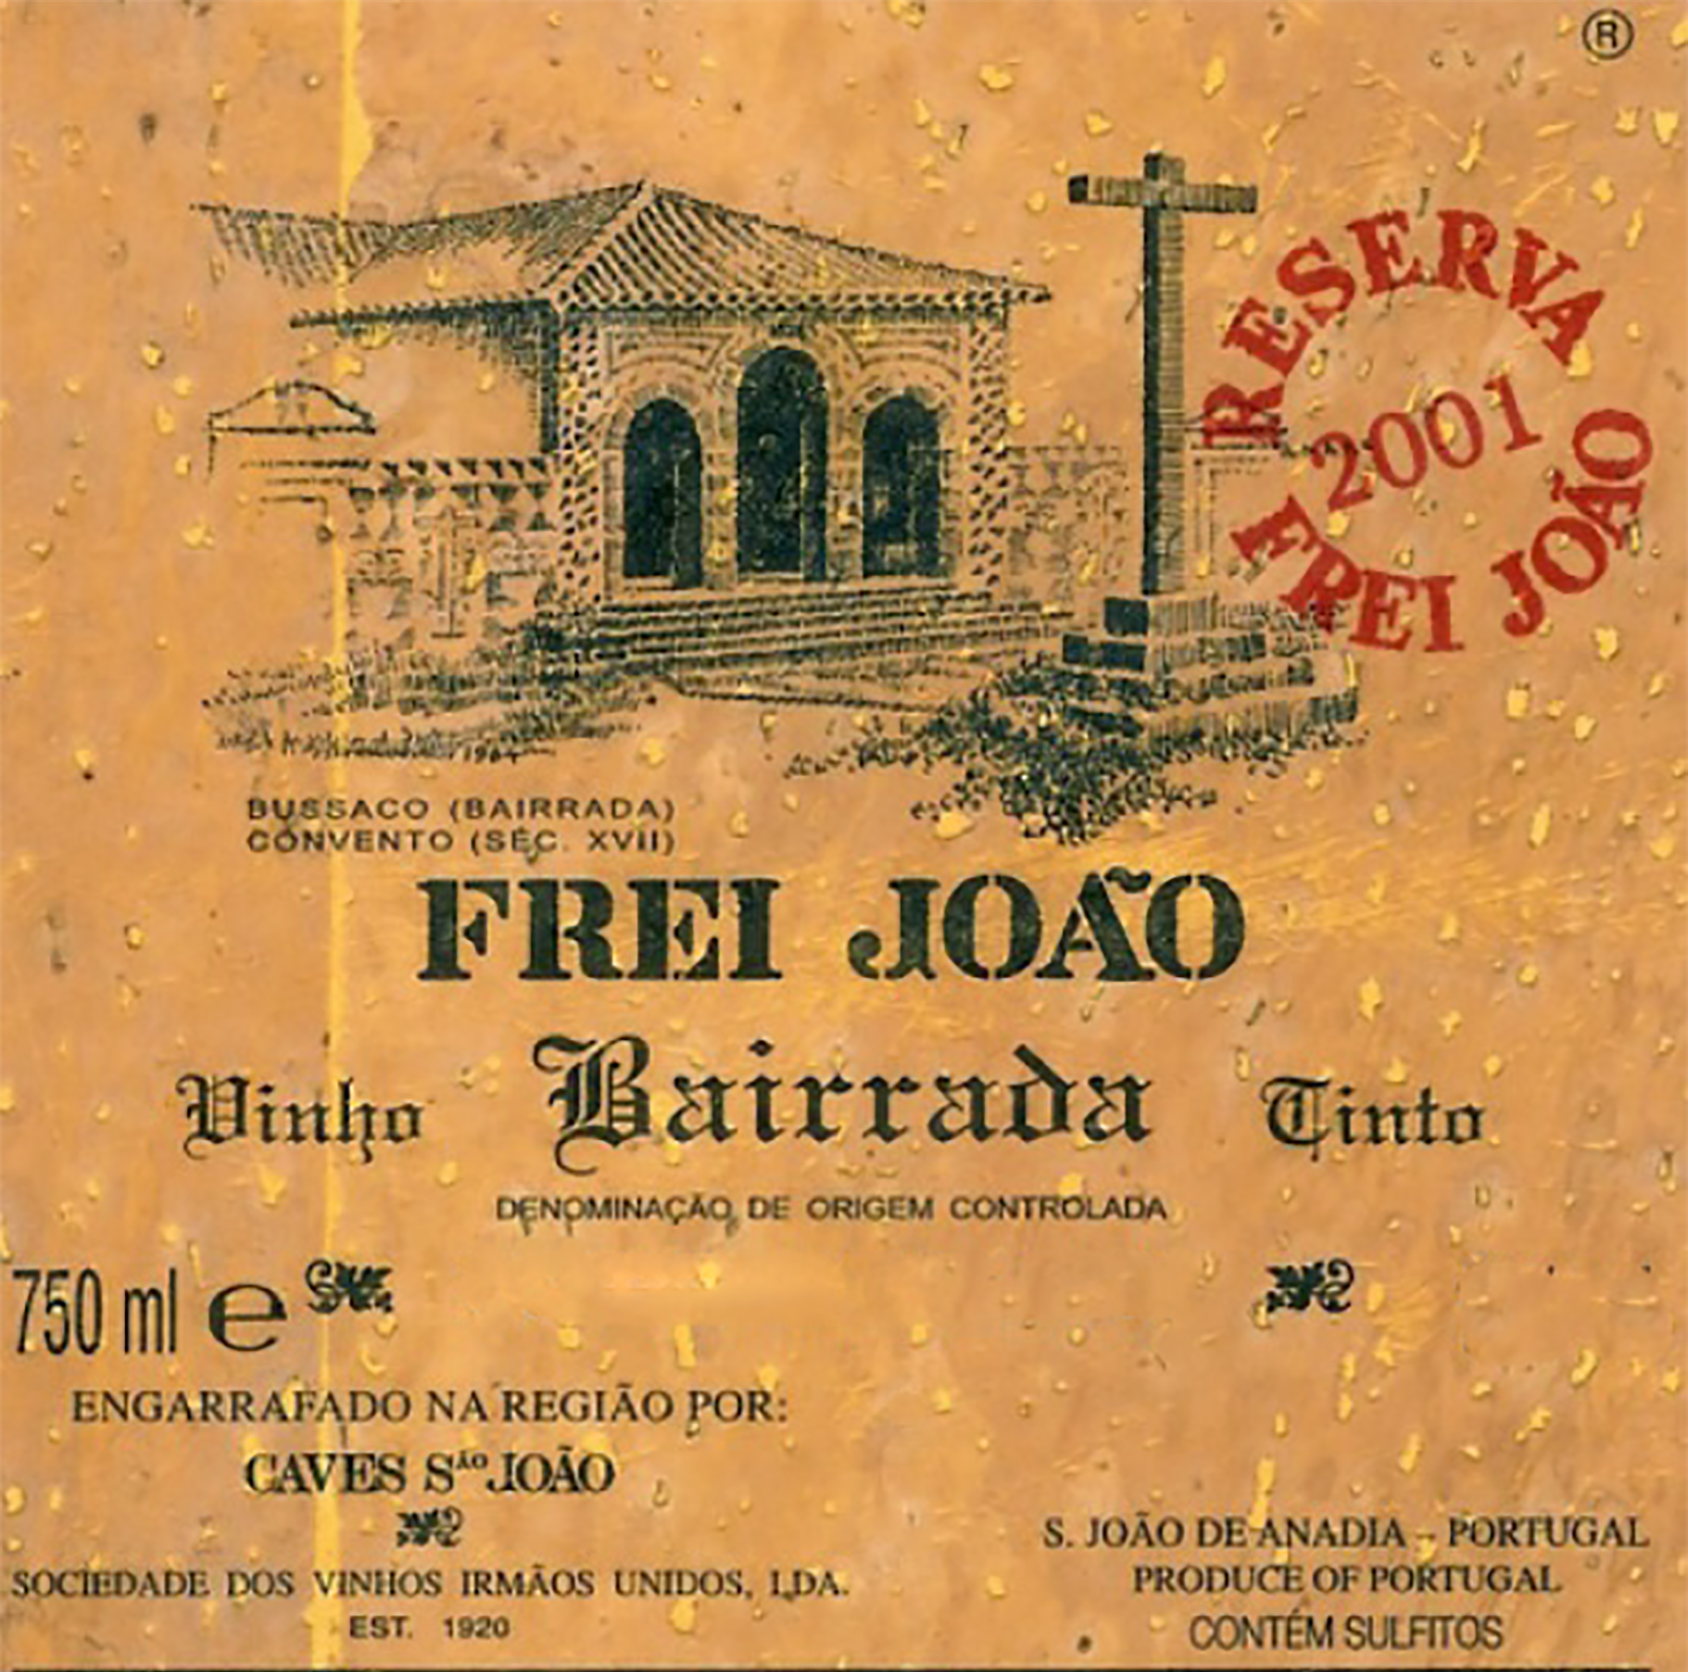 ®
RESERVA
2001
FREI JOÃO
BUSSACO (BAIRRADA)
CONVENTO (SÉC. XVII)
FREI JOÃO
Vinho Bairrada Tinto
DENOMINAÇÃO DE ORIGEM CONTROLADA
750 ml e
ENGARRAFADO NA REGIÃO POR:
CAVES SÃO JOÃO
SOCIEDADE DOS VINHOS IRMÃOS UNIDOS, LDA.
EST. 1920
S. JOÃO DE ANADIA - PORTUGAL
PRODUCE OF PORTUGAL
CONTÉM SULFITOS